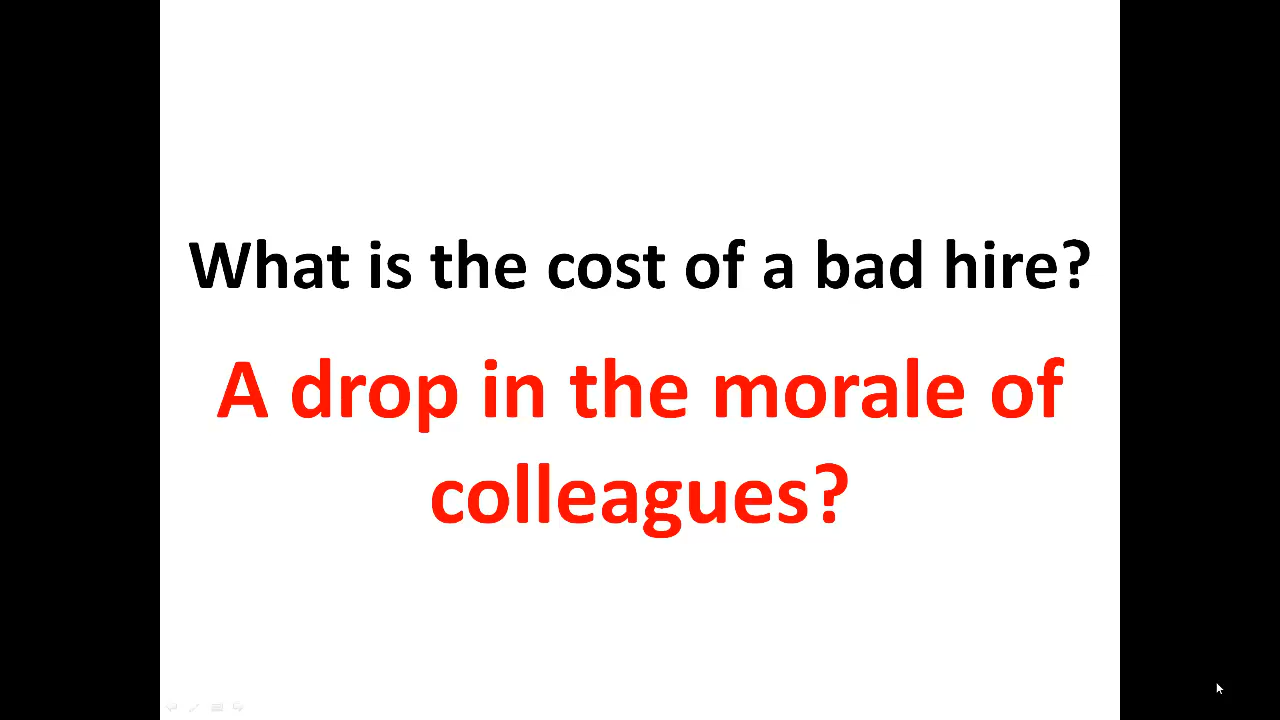 What is the cost of a bad hire?
A drop in the morale of
colleagues?